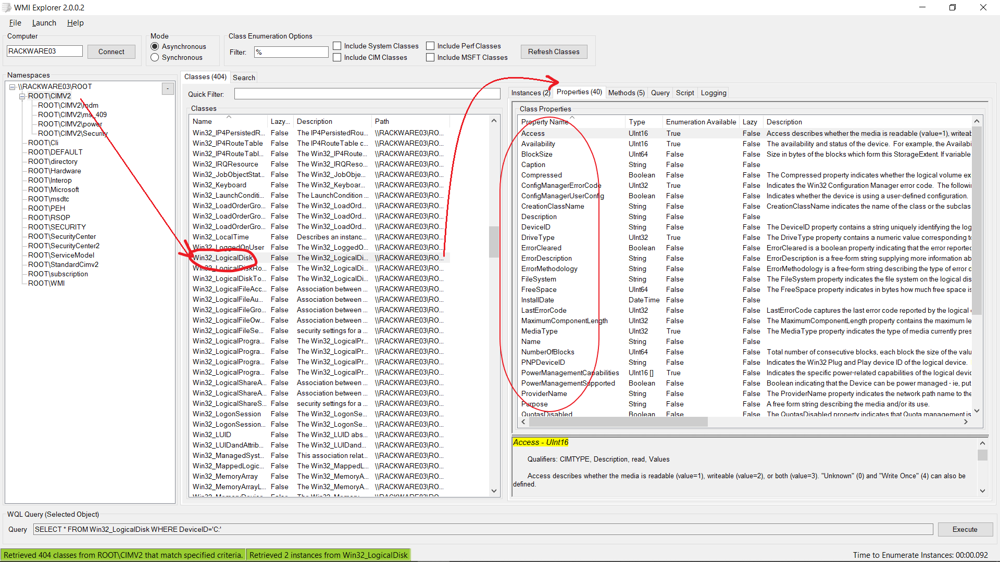 WMI Explorer 2.0.0.2
File Launch Help
Computer
RACKWARE03 Connect
Mode
Asynchronous
Synchronous
Class Enumeration Options
Filter: %
Include System Classes Include Perf Classes
Include CIM Classes Include MSFT Classes
Refresh Classes
Namespaces
\\RACKWARE03\ROOT -
ROOT\CIMV2
ROOT\CIMV2\mdm
ROOT\CIMV2\ms_409
ROOT\CIMV2\power
ROOT\CIMV2\Security
ROOT\Cli
ROOT\DEFAULT
ROOT\directory
ROOT\Hardware
ROOT\Interop
ROOT\Microsoft
ROOT\msdtc
ROOT\PEH
ROOT\RSOP
ROOT\SECURITY
ROOT\SecurityCenter
ROOT\SecurityCenter2
ROOT\ServiceModel
ROOT\StandardCimv2
ROOT\subscription
ROOT\WMI
Classes (404) Search
Quick Filter:
Classes
Name Lazy... Description Path
Win32_IP4PersistedR... False The IP4PersistedRou... \\RACKWARE03\RO...
Win32_IP4RouteTable False The IP4RouteTable c... \\RACKWARE03\RO...
Win32_IP4RouteTabl... False The Win32_IP4Route... \\RACKWARE03\RO...
Win32_IRQResource False The Win32_IRQReso... \\RACKWARE03\RO...
Win32_JobObjectStat... False The Win32_JobObje... \\RACKWARE03\RO...
Win32_Keyboard False The Win32_Keyboar... \\RACKWARE03\RO...
Win32_LaunchConditi... False The LaunchCondition ... \\RACKWARE03\RO...
Win32_LoadOrderGro... False The Win32_LoadOrd... \\RACKWARE03\RO...
Win32_LoadOrderGro... False The Win32_LoadOrd... \\RACKWARE03\RO...
Win32_LoadOrderGro... False The Win32_LoadOrd... \\RACKWARE03\RO...
Win32_LocalTime False Describes an instanc... \\RACKWARE03\RO...
Win32_LoggedOnUser False The Win32_LoggedO... \\RACKWARE03\RO...
Win32_LogicalDisk False The Win32_LogicalDi... \\RACKWARE03\RO...
Win32_LogicalDiskRo... False The Win32_LogicalDi... \\RACKWARE03\RO...
Win32_LogicalDiskTo... False The Win32_LogicalDi... \\RACKWARE03\RO...
Win32_LogicalFileAcc... False Association between ... \\RACKWARE03\RO...
Win32_LogicalFileAu... False Association between ... \\RACKWARE03\RO...
Win32_LogicalFileGro... False Association between ... \\RACKWARE03\RO...
Win32_LogicalFileOw... False Association between ... \\RACKWARE03\RO...
Win32_LogicalFileSe... False security settings for a ... \\RACKWARE03\RO...
Win32_LogicalProgra... False The Win32_LogicalPr... \\RACKWARE03\RO...
Win32_LogicalProgra... False The Win32_LogicalPr... \\RACKWARE03\RO...
Win32_LogicalProgra... False The Win32_LogicalPr... \\RACKWARE03\RO...
Win32_LogicalProgra... False The Win32_LogicalPr... \\RACKWARE03\RO...
Win32_LogicalShareA... False Association between ... \\RACKWARE03\RO...
Win32_LogicalShareA... False Association between ... \\RACKWARE03\RO...
Win32_LogicalShareS... False security settings for a ... \\RACKWARE03\RO...
Win32_LogonSession False The Win32_LogonSe... \\RACKWARE03\RO...
Win32_LogonSession... False The Win32_LogonSe... \\RACKWARE03\RO...
Win32_LUID False The Win32_LUID abs... \\RACKWARE03\RO...
Win32_LUIDandAttrib... False The Win32_LUIDand... \\RACKWARE03\RO...
Win32_ManagedSyst... False This association relat... \\RACKWARE03\RO...
Win32_MappedLogic... False The Win32_MappedL... \\RACKWARE03\RO...
Win32_MemoryArray False The Win32_MemoryA... \\RACKWARE03\RO...
Win32_MemoryArrayL... False The Win32_MemoryA... \\RACKWARE03\RO...
Win32_MemoryDevice... False The Win32_Memory... \\RACKWARE03\RO...
Instances (2) Properties (40) Methods (5) Query Script Logging
Class Properties
Property Name Type Enumeration Available Lazy Description
Access UInt16 True False Access describes whether the media is readable (value=1), writeab
Availability UInt16 True False The availability and status of the device. For example, the Availabi
BlockSize UInt64 False False Size in bytes of the blocks which form this StorageExtent. If variable
Caption String False False
Compressed Boolean False False The Compressed property indicates whether the logical volume ex
ConfigManagerErrorCode UInt32 True False Indicates the Win32 Configuration Manager error code. The followin
ConfigManagerUserConfig Boolean False False Indicates whether the device is using a user-defined configuration.
CreationClassName String False False CreationClassName indicates the name of the class or the subclas
Description String False False
DeviceID String False False The DeviceID property contains a string uniquely identifying the log
DriveType UInt32 True False The DriveType property contains a numeric value corresponding to
ErrorCleared Boolean False False ErrorCleared is a boolean property indicating that the error reported
ErrorDescription String False False ErrorDescription is a free-form string supplying more information ab
ErrorMethodology String False False ErrorMethodology is a free-form string describing the type of error c
FileSystem String False False The FileSystem property indicates the file system on the logical dis
FreeSpace UInt64 False False The FreeSpace property indicates in bytes how much free space is
InstallDate DateTime False False
LastErrorCode UInt32 False False LastErrorCode captures the last error code reported by the logical
MaximumComponentLength UInt32 False False The MaximumComponentLength property contains the maximum le
MediaType UInt32 True False The MediaType property indicates the type of media currently pres
Name String False False
NumberOfBlocks UInt64 False False Total number of consecutive blocks, each block the size of the valu
PNPDeviceID String False False Indicates the Win32 Plug and Play device ID of the logical device.
PowerManagementCapabilities UInt16 [] True False Indicates the specific power-related capabilities of the logical devic
PowerManagementSupported Boolean False False Boolean indicating that the Device can be power managed - ie, put
ProviderName String False False The ProviderName property indicates the network path name to the
Purpose String False False A free form string describing the media and/or its use.
QuotasDisabled Boolean False False The QuotasDisabled property indicates that Quota management is
Access - UInt16
Qualifiers: CIMTYPE, Description, read, Values
Access describes whether the media is readable (value=1), writeable (value=2), or both (value=3). "Unknown" (0) and "Write Once" (4) can also be
defined.
WQL Query (Selected Object)
Query SELECT * FROM Win32_LogicalDisk WHERE DeviceID='C:' Execute
Retrieved 404 classes from ROOT\CIMV2 that match specified criteria. Retrieved 2 instances from Win32_LogicalDisk Time to Enumerate Instances: 00:00.092